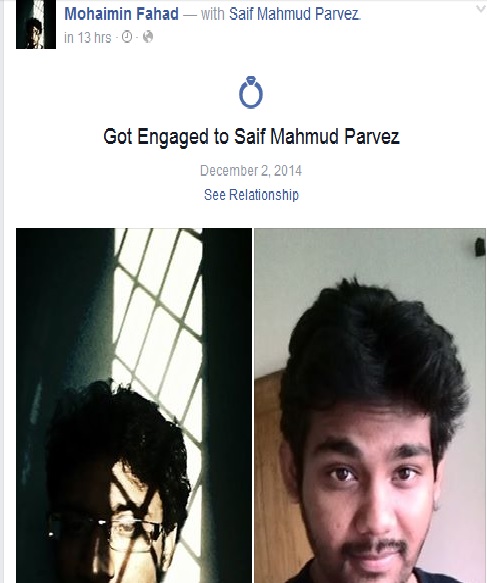 Mohaimin Fahad — with Saif Mahmud Parvez.
in 13 hrs ·  ·
Got Engaged to Saif Mahmud Parvez
December 2, 2014
See Relationship